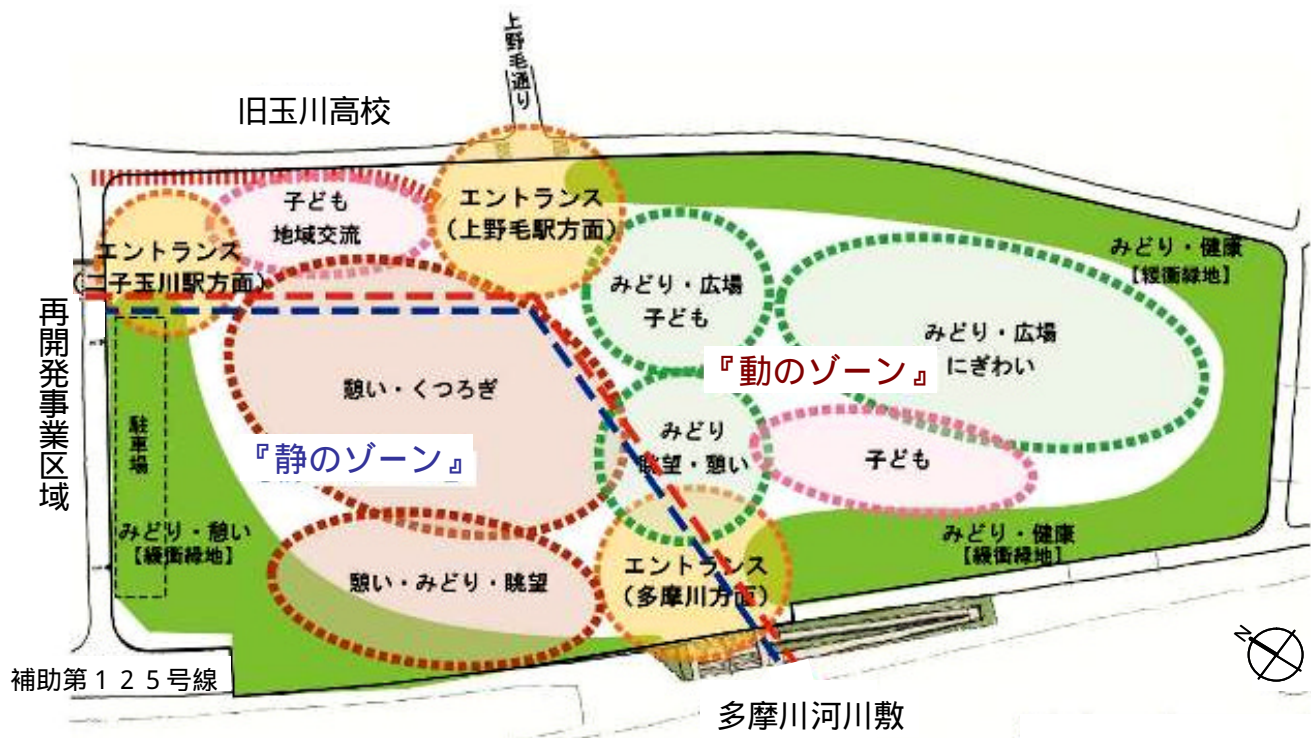 上野毛通り
旧玉川高校
子ども
地域交流
エントランス
(上野毛駅方面)
エントランス
(二子玉川駅方面)
みどり・健康
【緩衝緑地】
みどり・広場
子ども
みどり・広場
にぎわい
『動のゾーン』
再開発事業区域
憩い・くつろぎ
駐車場
『静のゾーン』
みどり
眺望・憩い
子ども
みどり・憩い
【緩衝緑地】
みどり・健康
【緩衝緑地】
憩い・みどり・眺望
エントランス
(多摩川方面)
補助第125号線
多摩川河川敷
N